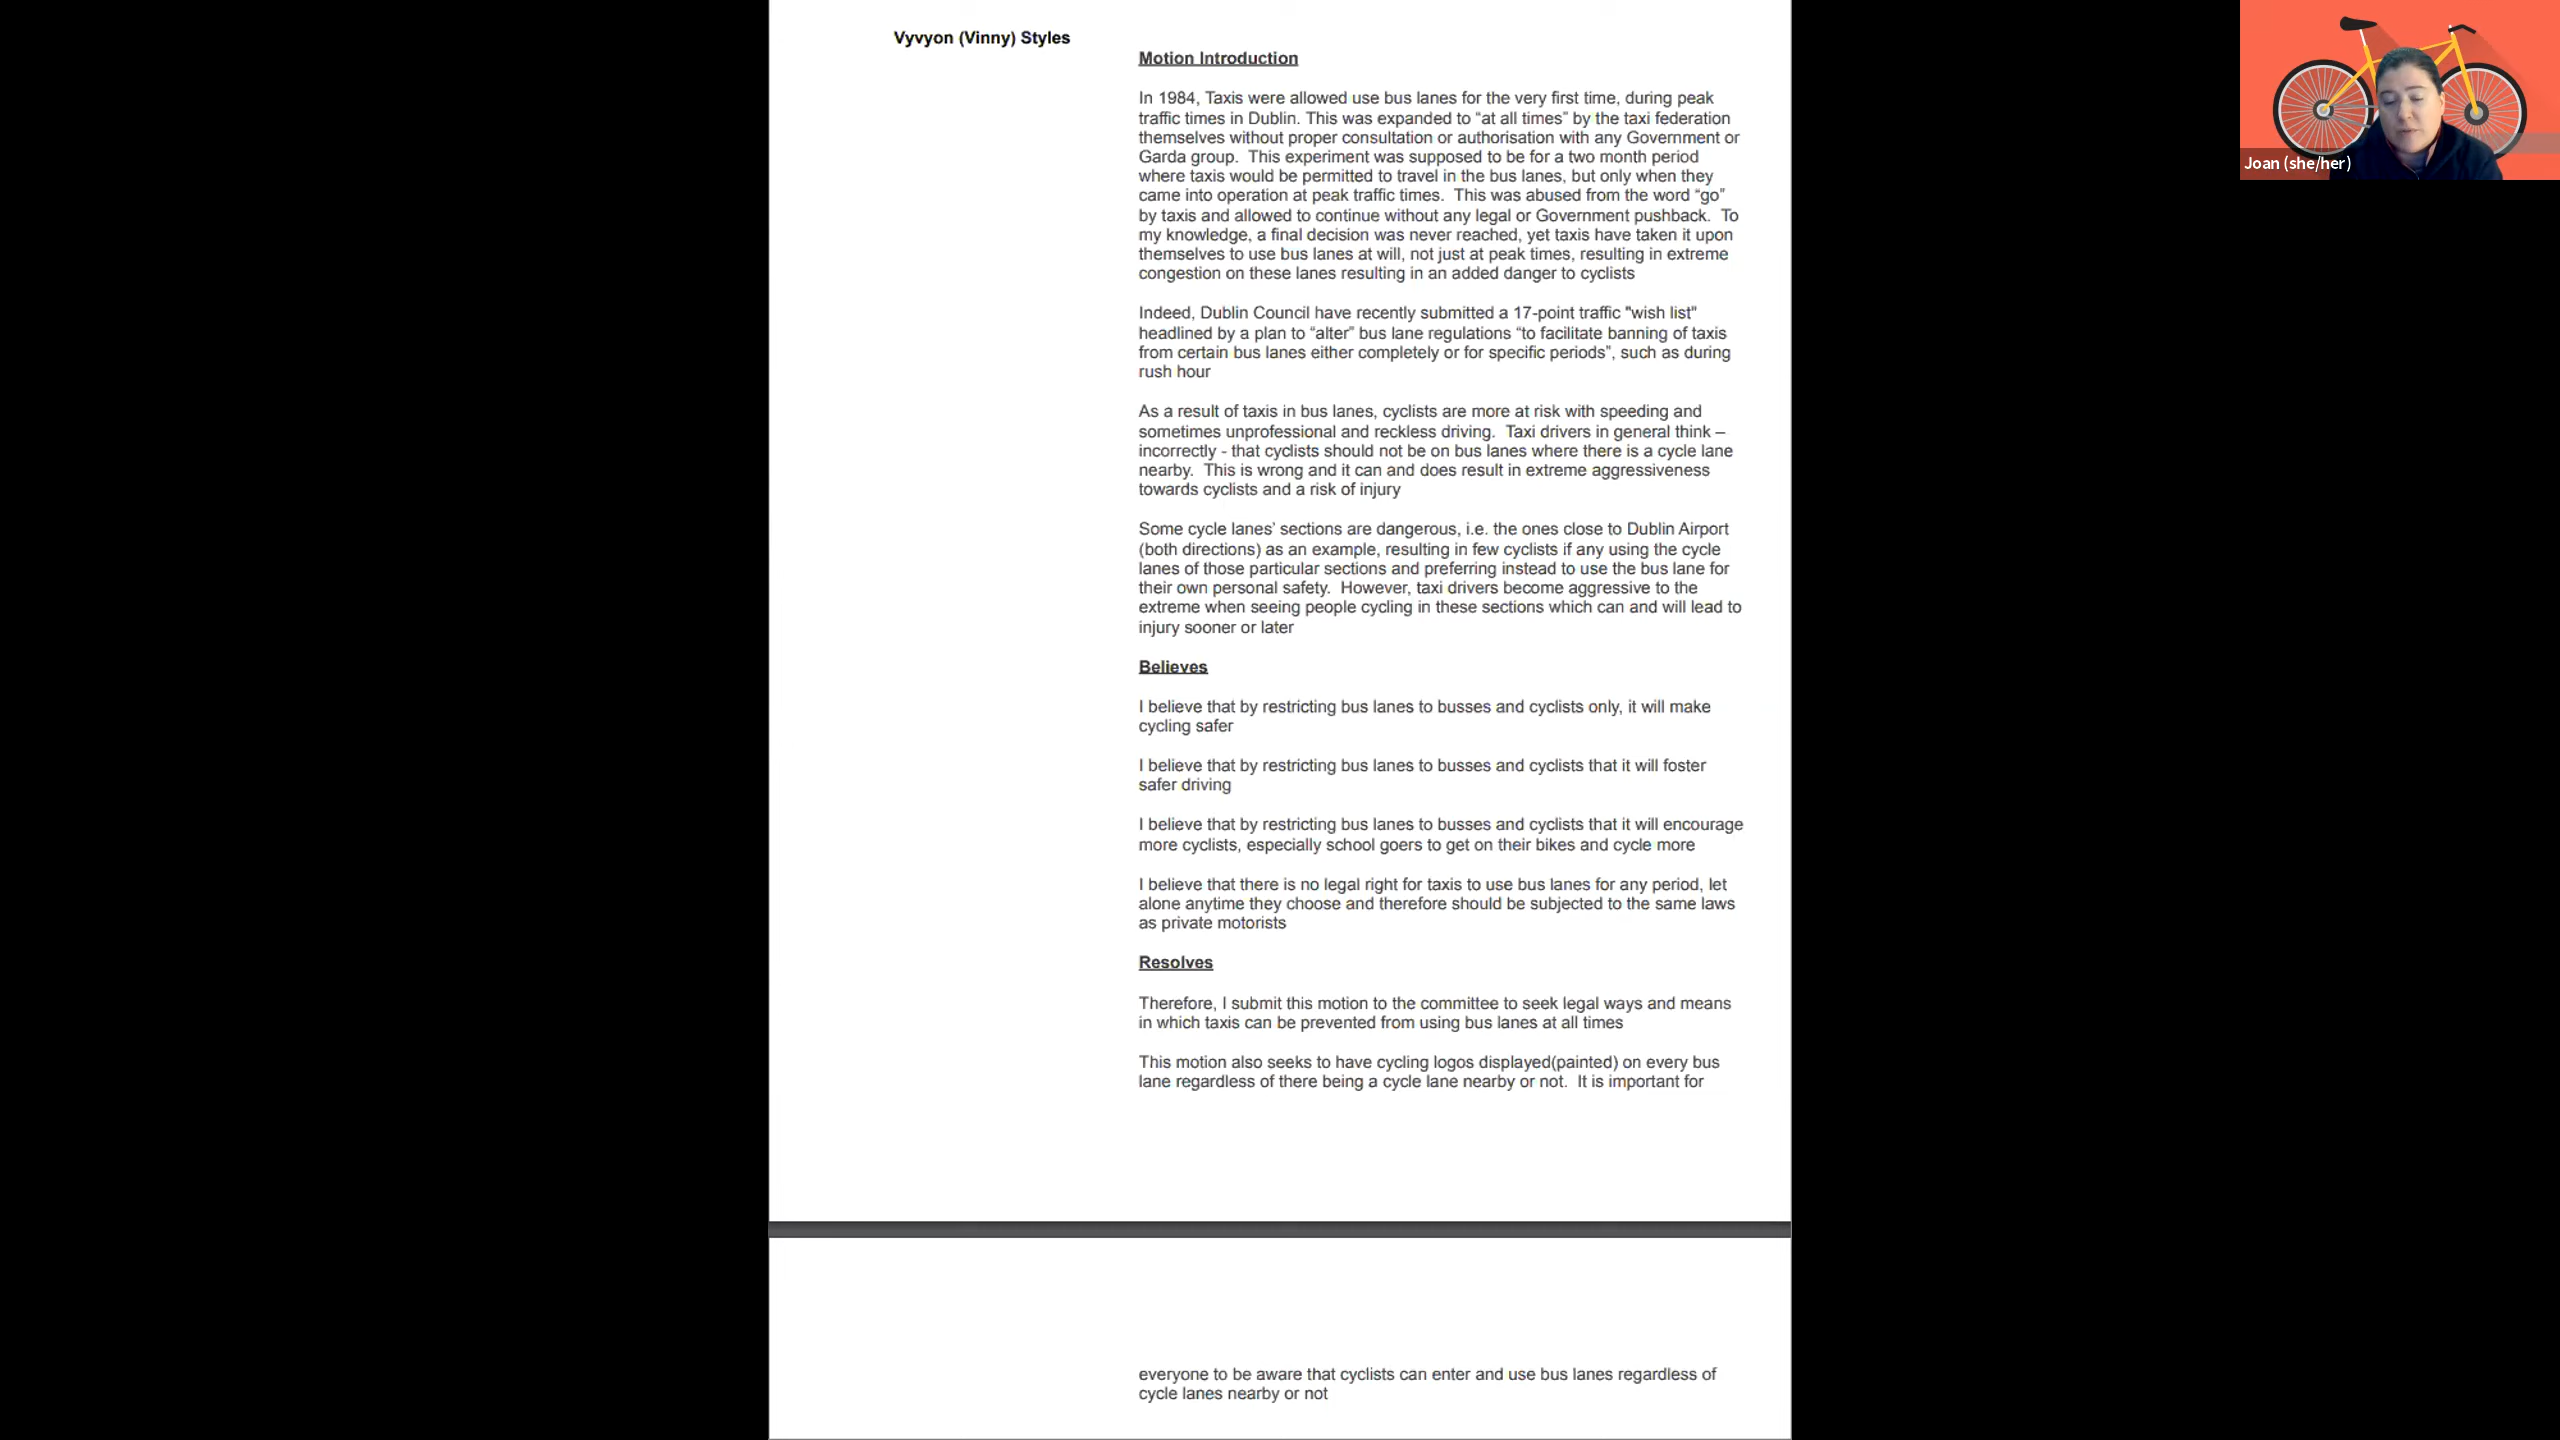 Vyvyon (Vinny) Styles
Motion Introduction
In 1984, Taxis were allowed use bus lanes for the very first time, during peak
traffic times in Dublin. This was expanded to “at all times” by the taxi federation
themselves without proper consultation or authorisation with any Government or
Garda group.  This experiment was supposed to be for a two month period
where taxis would be permitted to travel in the bus lanes, but only when they
came into operation at peak traffic times.  This was abused from the word “go”
by taxis and allowed to continue without any legal or Government pushback.  To
my knowledge, a final decision was never reached, yet taxis have taken it upon
themselves to use bus lanes at will, not just at peak times, resulting in extreme
congestion on these lanes resulting in an added danger to cyclists
Indeed, Dublin Council have recently submitted a 17-point traffic "wish list"
headlined by a plan to “alter” bus lane regulations “to facilitate banning of taxis
from certain bus lanes either completely or for specific periods”, such as during
rush hour
As a result of taxis in bus lanes, cyclists are more at risk with speeding and
sometimes unprofessional and reckless driving.  Taxi drivers in general think –
incorrectly - that cyclists should not be on bus lanes where there is a cycle lane
nearby.  This is wrong and it can and does result in extreme aggressiveness
towards cyclists and a risk of injury
Some cycle lanes’ sections are dangerous, i.e. the ones close to Dublin Airport
(both directions) as an example, resulting in few cyclists if any using the cycle
lanes of those particular sections and preferring instead to use the bus lane for
their own personal safety.  However, taxi drivers become aggressive to the
extreme when seeing people cycling in these sections which can and will lead to
injury sooner or later
Believes
I believe that by restricting bus lanes to busses and cyclists only, it will make
cycling safer
I believe that by restricting bus lanes to busses and cyclists that it will foster
safer driving
I believe that by restricting bus lanes to busses and cyclists that it will encourage
more cyclists, especially school goers to get on their bikes and cycle more
I believe that there is no legal right for taxis to use bus lanes for any period, let
alone anytime they choose and therefore should be subjected to the same laws
as private motorists
Resolves
Therefore, I submit this motion to the committee to seek legal ways and means
in which taxis can be prevented from using bus lanes at all times
This motion also seeks to have cycling logos displayed(painted) on every bus
lane regardless of there being a cycle lane nearby or not.  It is important for
everyone to be aware that cyclists can enter and use bus lanes regardless of
cycle lanes nearby or not
Joan (she/her)